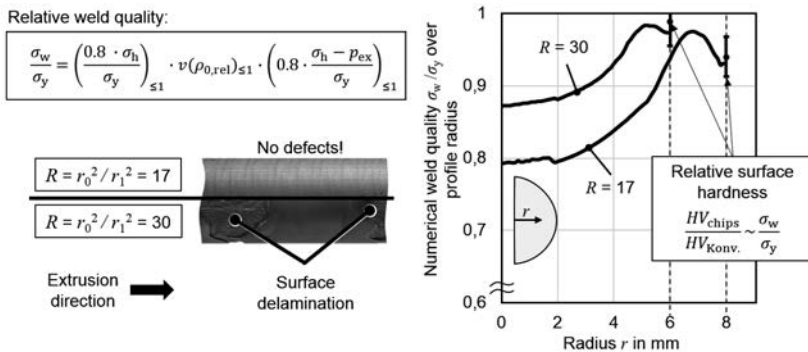 Relative weld quality:
σw/σy = (0.8 · σh / σy)≤1 · v(ρ0,rel)≤1 · (0.8 · (σh − pex) / σy)≤1
No defects!
R = r0²/r1² = 17
R = r0²/r1² = 30
Surface
delamination
Extrusion
direction
Numerical weld quality σw/σy over
profile radius
1
0,9
0,8
0,7
0,6
R = 30
R = 17
r
Relative surface
hardness
HVchips/HVKonv. ~ σw/σy
0 2 4 6 8
Radius r in mm